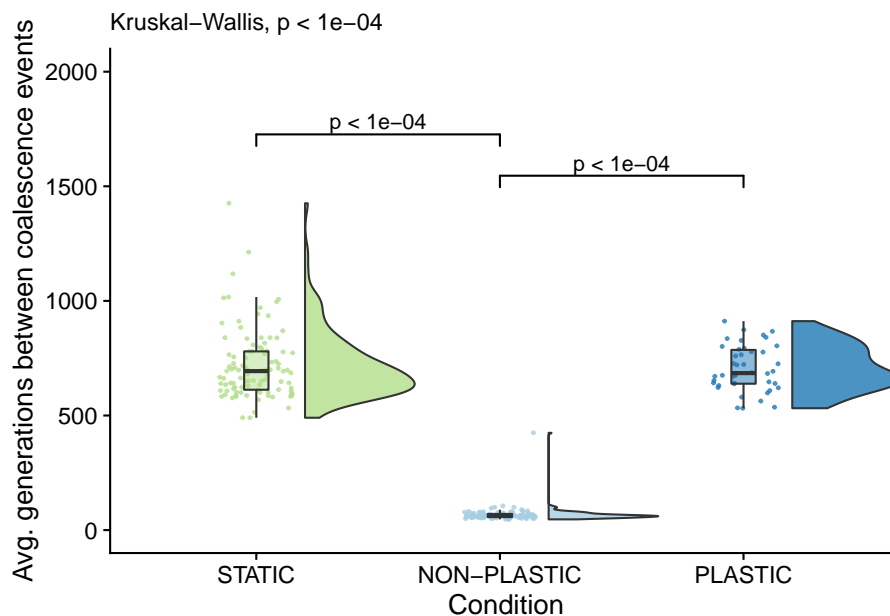 Kruskal−Wallis, p < 1e−04
Avg. generations between coalescence events
2000
1500
1000
500
0
p < 1e−04
p < 1e−04
STATIC
NON−PLASTIC
PLASTIC
Condition